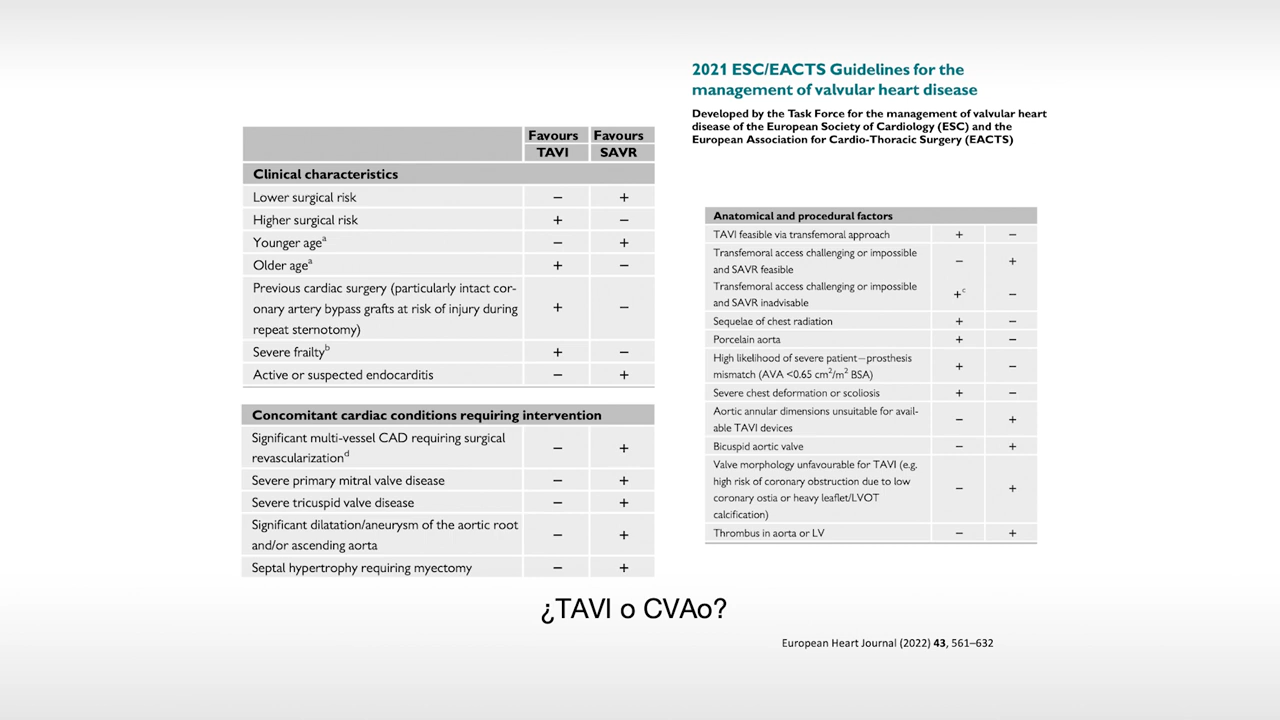 2021 ESC/EACTS Guidelines for the
management of valvular heart disease
Developed by the Task Force for the management of valvular heart
disease of the European Society of Cardiology (ESC) and the
European Association for Cardio-Thoracic Surgery (EACTS)
Favours Favours
TAVI SAVR
Clinical characteristics
Lower surgical risk − +
Higher surgical risk + −
Younger ageᵃ − +
Older ageᵃ + −
Previous cardiac surgery (particularly intact cor-
onary artery bypass grafts at risk of injury during + −
repeat sternotomy)
Severe frailtyᵇ + −
Active or suspected endocarditis − +
Concomitant cardiac conditions requiring intervention
Significant multi-vessel CAD requiring surgical
revascularizationᵈ − +
Severe primary mitral valve disease − +
Severe tricuspid valve disease − +
Significant dilatation/aneurysm of the aortic root
and/or ascending aorta − +
Septal hypertrophy requiring myectomy − +
Anatomical and procedural factors
TAVI feasible via transfemoral approach + −
Transfemoral access challenging or impossible
and SAVR feasible − +
Transfemoral access challenging or impossible
and SAVR inadvisable +ᶜ −
Sequelae of chest radiation + −
Porcelain aorta + −
High likelihood of severe patient−prosthesis
mismatch (AVA <0.65 cm²/m² BSA) + −
Severe chest deformation or scoliosis + −
Aortic annular dimensions unsuitable for avail-
able TAVI devices − +
Bicuspid aortic valve − +
Valve morphology unfavourable for TAVI (e.g.
high risk of coronary obstruction due to low
coronary ostia or heavy leaflet/LVOT − +
calcification)
Thrombus in aorta or LV − +
¿TAVI o CVAo?
European Heart Journal (2022) 43, 561–632